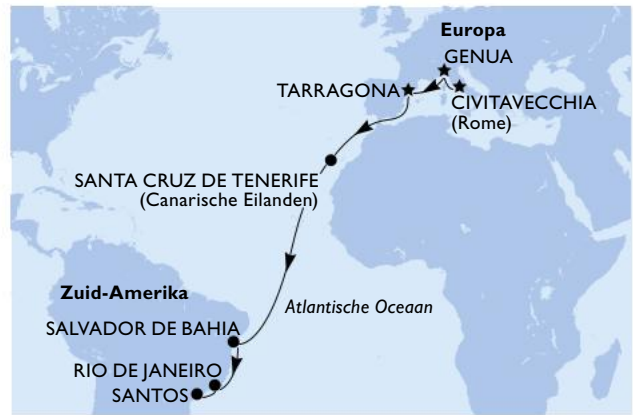 Europa
GENUA
TARRAGONA
CIVITAVECCHIA
(Rome)
SANTA CRUZ DE TENERIFE
(Canarische Eilanden)
Zuid-Amerika
Atlantische Oceaan
SALVADOR DE BAHIA
RIO DE JANEIRO
SANTOS